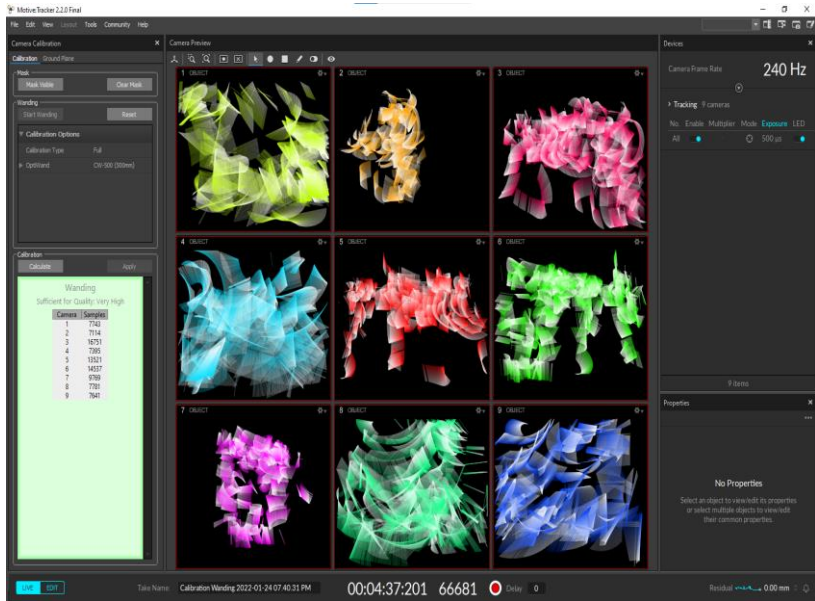 Motive:Tracker 2.2.0 Final
File Edit View Layout Tools Community Help
Camera Calibration
Calibration Ground Plane
Mask
Mask Visible Clear Mask
Wanding
Start Wanding Reset
Calibration Options
Calibration Type Full
OptiWand CW-500 (500mm)
Calibration
Calculate Apply
Wanding
Sufficient for Quality: Very High
Camera Samples
1 7743
2 7114
3 16751
4 7395
5 13521
6 14537
7 9769
8 7781
9 7641
Camera Preview
1 OBJECT
2 OBJECT
3 OBJECT
4 OBJECT
5 OBJECT
6 OBJECT
7 OBJECT
8 OBJECT
9 OBJECT
Devices
Camera Frame Rate 240 Hz
Tracking 9 cameras
No. Enable Multiplier Mode Exposure LED
All 500 µs
9 items
Properties
No Properties
Select an object to view/edit its properties
or select multiple objects to view/edit
their common properties.
LIVE EDIT Take Name Calibration Wanding 2022-01-24 07.40.31 PM 00:04:37:201 66681 Delay 0 Residual 0.00 mm